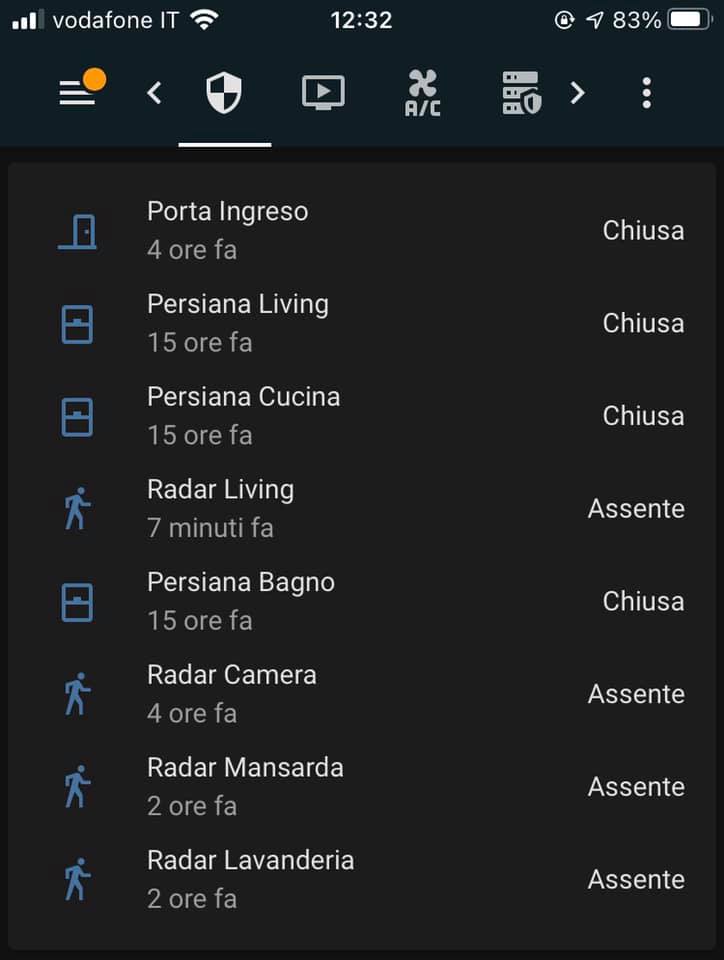 vodafone IT 12:32 83%
A/C
Porta Ingreso
4 ore fa
Chiusa
Persiana Living
15 ore fa
Chiusa
Persiana Cucina
15 ore fa
Chiusa
Radar Living
7 minuti fa
Assente
Persiana Bagno
15 ore fa
Chiusa
Radar Camera
4 ore fa
Assente
Radar Mansarda
2 ore fa
Assente
Radar Lavanderia
2 ore fa
Assente